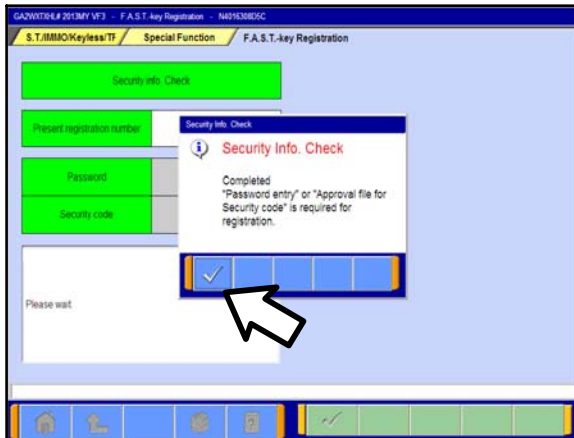 GA2WXTXHL# 2013MY VF3 - F.A.S.T.-key Registration - N401630805C
S.T./IMMO/Keyless/TF Special Function F.A.S.T.-key Registration
Security info. Check
Present registration number
Security Info. Check
Security Info. Check
Password
Completed
"Password entry" or "Approval file for
Security code
Security code" is required for
registration.
Please wait.